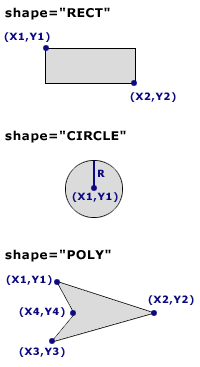 shape="RECT"
(X1,Y1)
(X2,Y2)
shape="CIRCLE"
R
(X1,Y1)
shape="POLY"
(X1,Y1)
(X2,Y2)
(X4,Y4)
(X3,Y3)